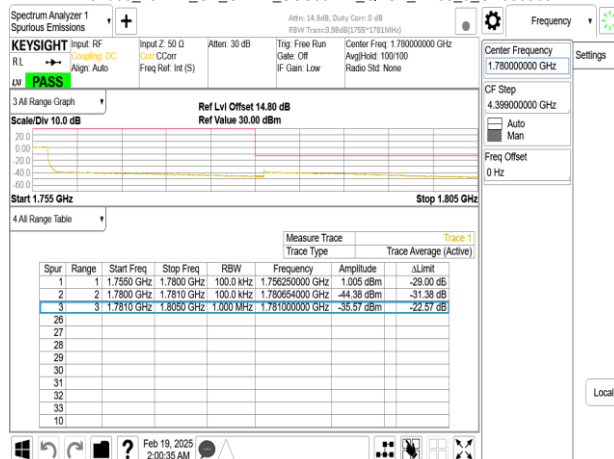 Spectrum Analyzer 1
Spurious Emissions
Attn: 14.3dB, Duty Corr: 0 dB
RBW Trans:3.98dB(1755~1781MHz)
Frequency
KEYSIGHT
RL
Input: RF
Coupling: DC
Align: Auto
Input Z: 50 Ω
Corr CCorr
Freq Ref: Int (S)
Atten: 30 dB
Trig: Free Run
Gate: Off
IF Gain: Low
Center Freq: 1.780000000 GHz
Avg|Hold: 100/100
Radio Std: None
LXI PASS
Center Frequency
1.780000000 GHz
Settings
CF Step
4.399000000 GHz
Auto
Man
Freq Offset
0 Hz
3 All Range Graph
Scale/Div 10.0 dB
Ref Lvl Offset 14.80 dB
Ref Value 30.00 dBm
20.0
0.00
-20.0
-40.0
-60.0
Start 1.755 GHz
Stop 1.805 GHz
4 All Range Table
Measure Trace Trace 1
Trace Type Trace Average (Active)
Spur Range Start Freq Stop Freq RBW Frequency Amplitude ΔLimit
1 1 1.7550 GHz 1.7800 GHz 100.0 kHz 1.756250000 GHz 1.005 dBm -29.00 dB
2 2 1.7800 GHz 1.7810 GHz 100.0 kHz 1.780654000 GHz -44.38 dBm -31.38 dB
3 3 1.7810 GHz 1.8050 GHz 1.000 MHz 1.781000000 GHz -35.57 dBm -22.57 dB
26
27
28
29
30
31
32
33
10
Local
?
Feb 19, 2025
2:00:35 AM